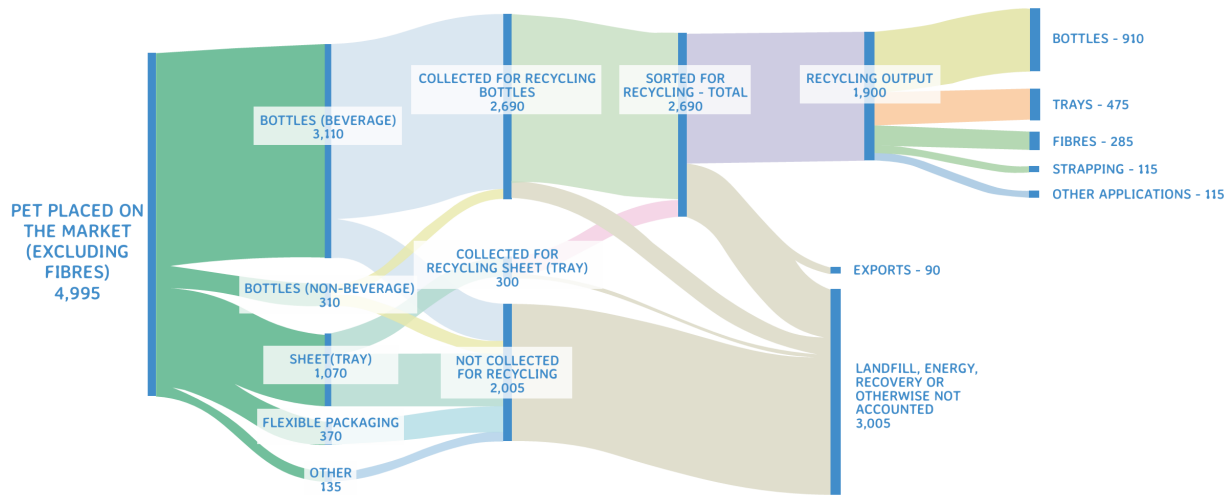 PET PLACED ON
THE MARKET
(EXCLUDING
FIBRES)
4,995
BOTTLES (BEVERAGE)
3,110
BOTTLES (NON-BEVERAGE)
310
SHEET(TRAY)
1,070
FLEXIBLE PACKAGING
370
OTHER
135
COLLECTED FOR RECYCLING
BOTTLES
2,690
COLLECTED FOR
RECYCLING SHEET (TRAY)
300
NOT COLLECTED
FOR RECYCLING
2,005
SORTED FOR
RECYCLING - TOTAL
2,690
RECYCLING OUTPUT
1,900
BOTTLES - 910
TRAYS - 475
FIBRES - 285
STRAPPING - 115
OTHER APPLICATIONS - 115
EXPORTS - 90
LANDFILL, ENERGY,
RECOVERY OR
OTHERWISE NOT
ACCOUNTED
3,005